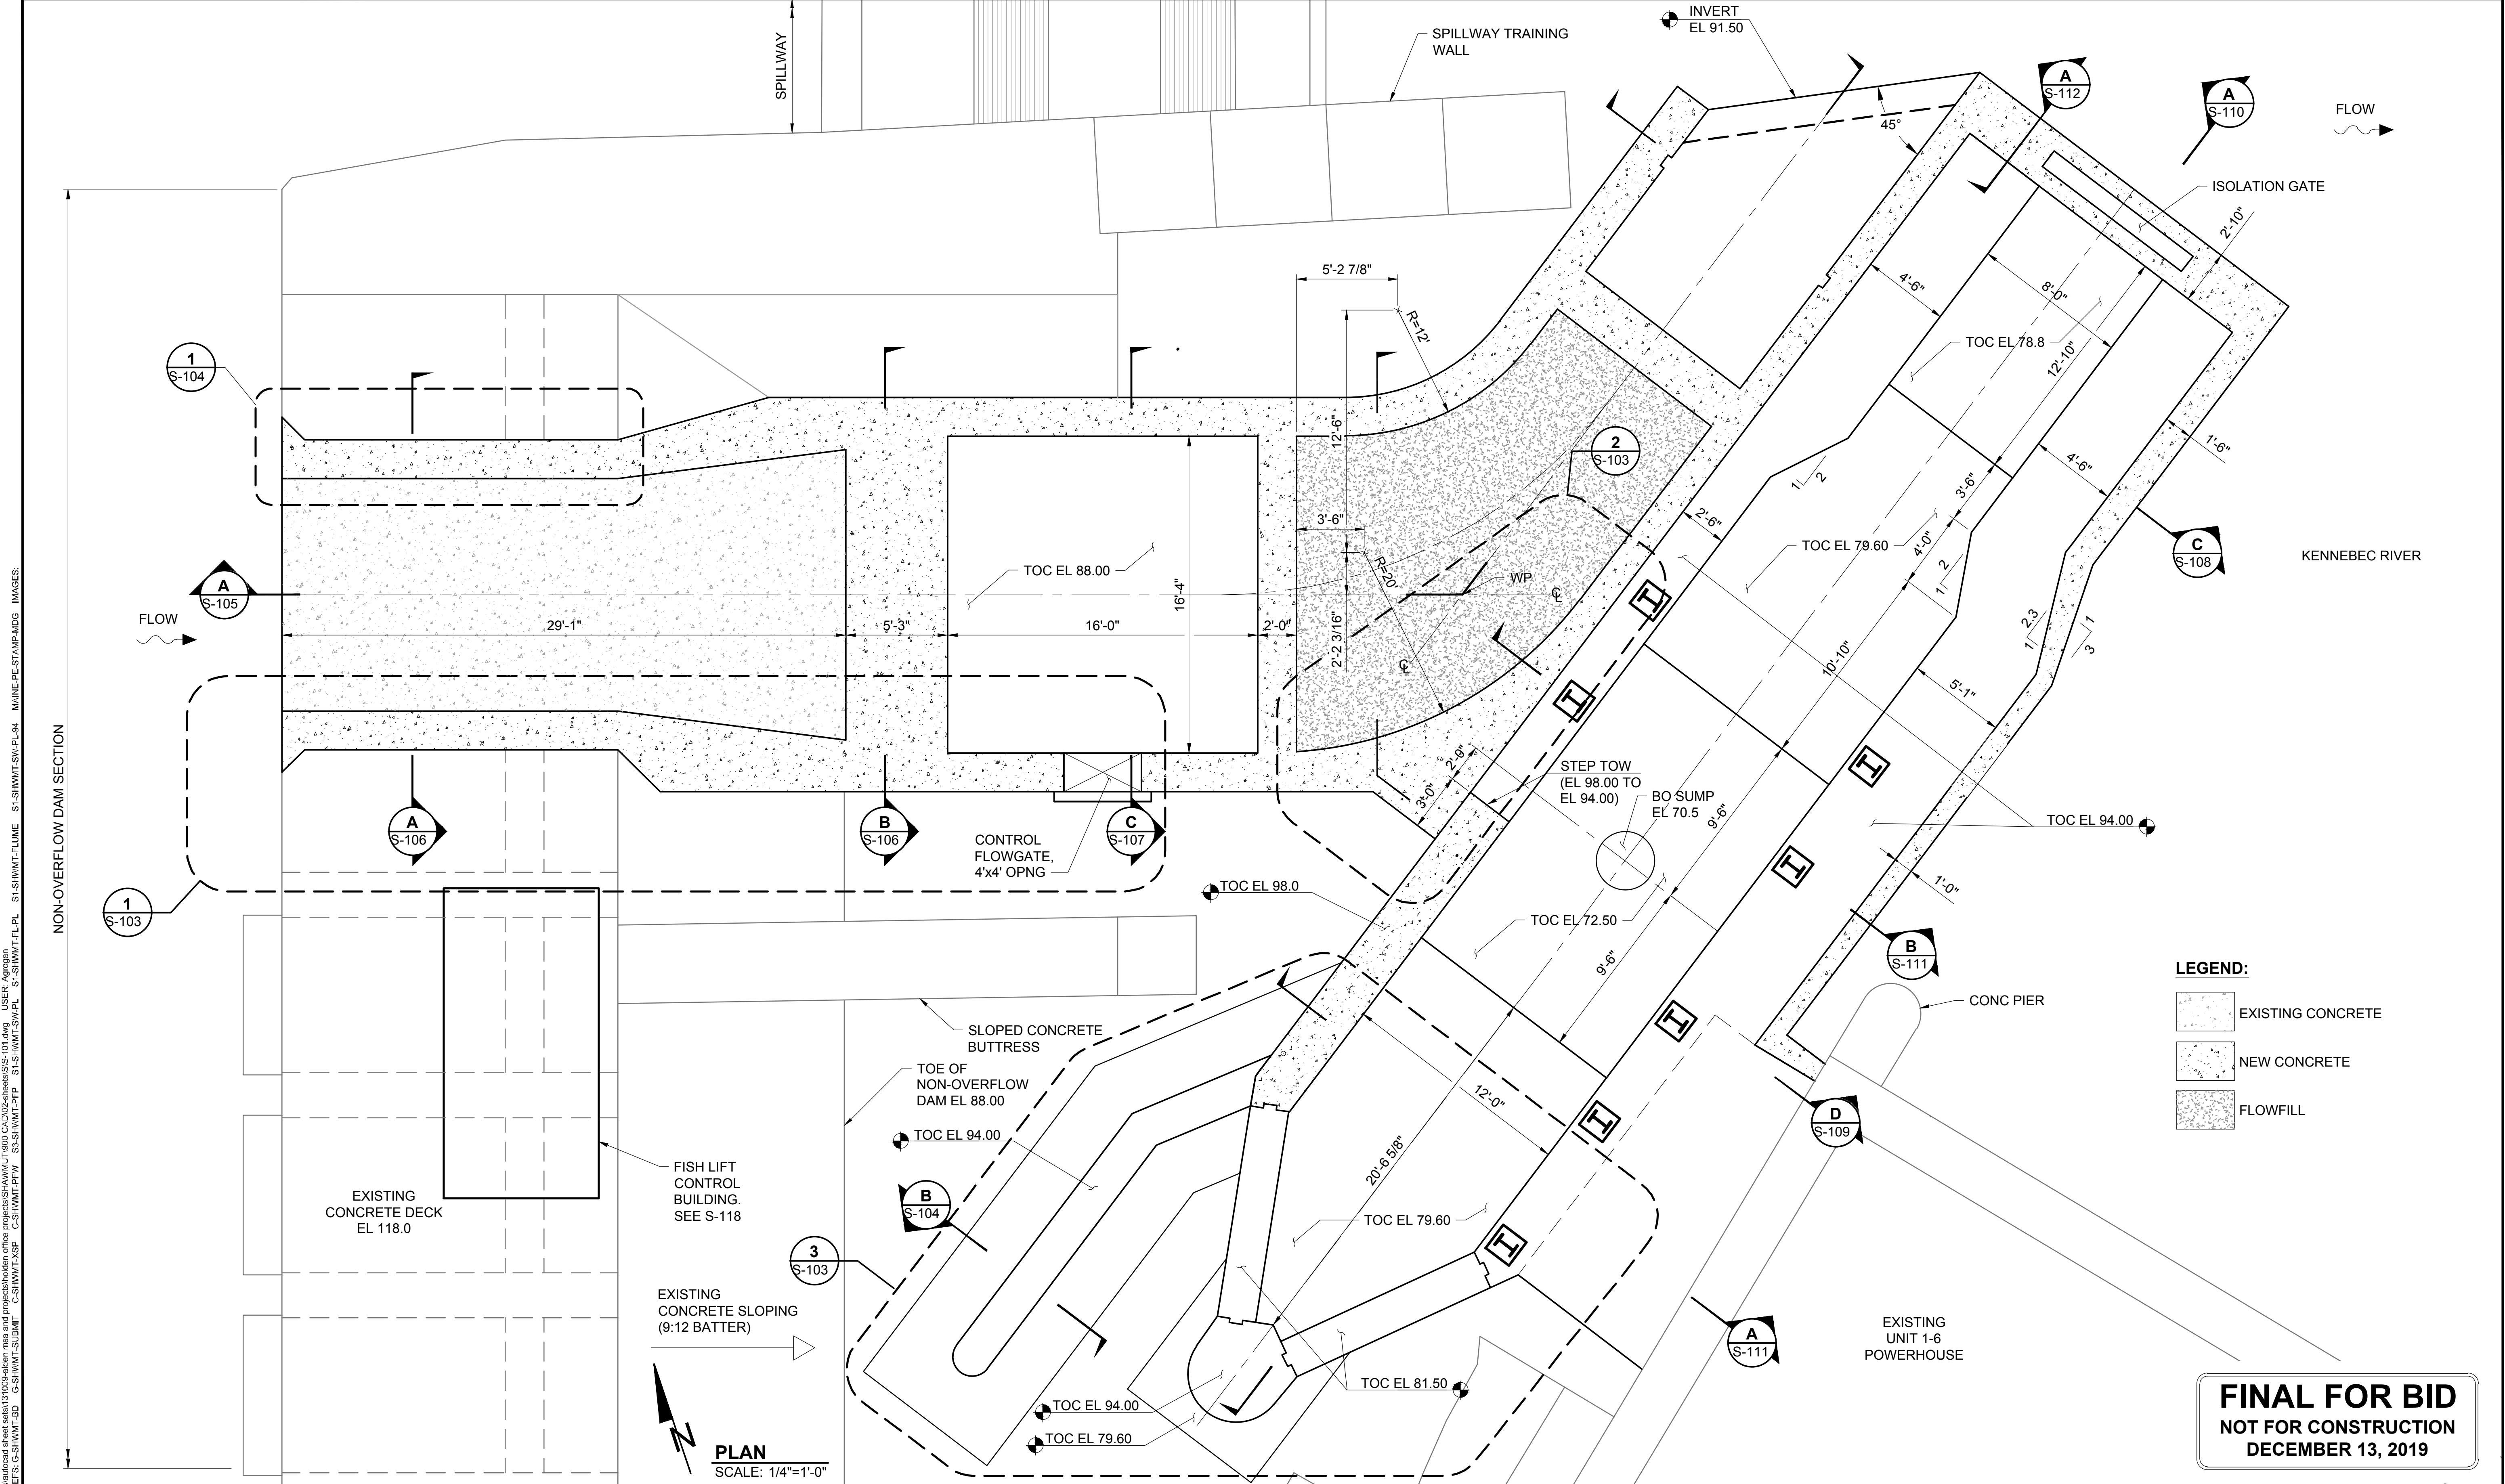 SPILLWAY
SPILLWAY TRAINING
WALL
INVERT
EL 91.50
45°
A
S-112
A
S-110
FLOW
ISOLATION GATE
2'-10"
4'-6"
8'-0"
TOC EL 78.8
12'-10"
5'-2 7/8"
R=12'
12'-6"
1
S-104
2
S-103
1
2
3'-6"
4'-6"
1'-6"
2'-6"
TOC EL 79.60
4'-0"
2
1
C
S-108
KENNEBEC RIVER
A
S-105
FLOW
TOC EL 88.00
16'-4"
3'-6"
R=20'
WP
29'-1"
5'-3"
16'-0"
2'-0"
2'-2 3/16"
10'-10"
2.3
1
1
3
5'-1"
NON-OVERFLOW DAM SECTION
A
S-106
B
S-106
CONTROL
FLOWGATE,
4'x4' OPNG
C
S-107
2'-0"
3'-0"
STEP TOW
(EL 98.00 TO
EL 94.00)
BO SUMP
EL 70.5
9'-6"
TOC EL 94.00
1'-0"
1
S-103
TOC EL 98.0
TOC EL 72.50
9'-6"
B
S-111
CONC PIER
LEGEND:
EXISTING CONCRETE
NEW CONCRETE
FLOWFILL
SLOPED CONCRETE
BUTTRESS
TOE OF
NON-OVERFLOW
DAM EL 88.00
TOC EL 94.00
12'-0"
D
S-109
FISH LIFT
CONTROL
BUILDING.
SEE S-118
EXISTING
CONCRETE DECK
EL 118.0
B
S-104
20'-6 5/8"
TOC EL 79.60
3
S-103
EXISTING
CONCRETE SLOPING
(9:12 BATTER)
A
S-111
EXISTING
UNIT 1-6
POWERHOUSE
TOC EL 81.50
TOC EL 94.00
TOC EL 79.60
N
PLAN
SCALE: 1/4"=1'-0"
FINAL FOR BID
NOT FOR CONSTRUCTION
DECEMBER 13, 2019